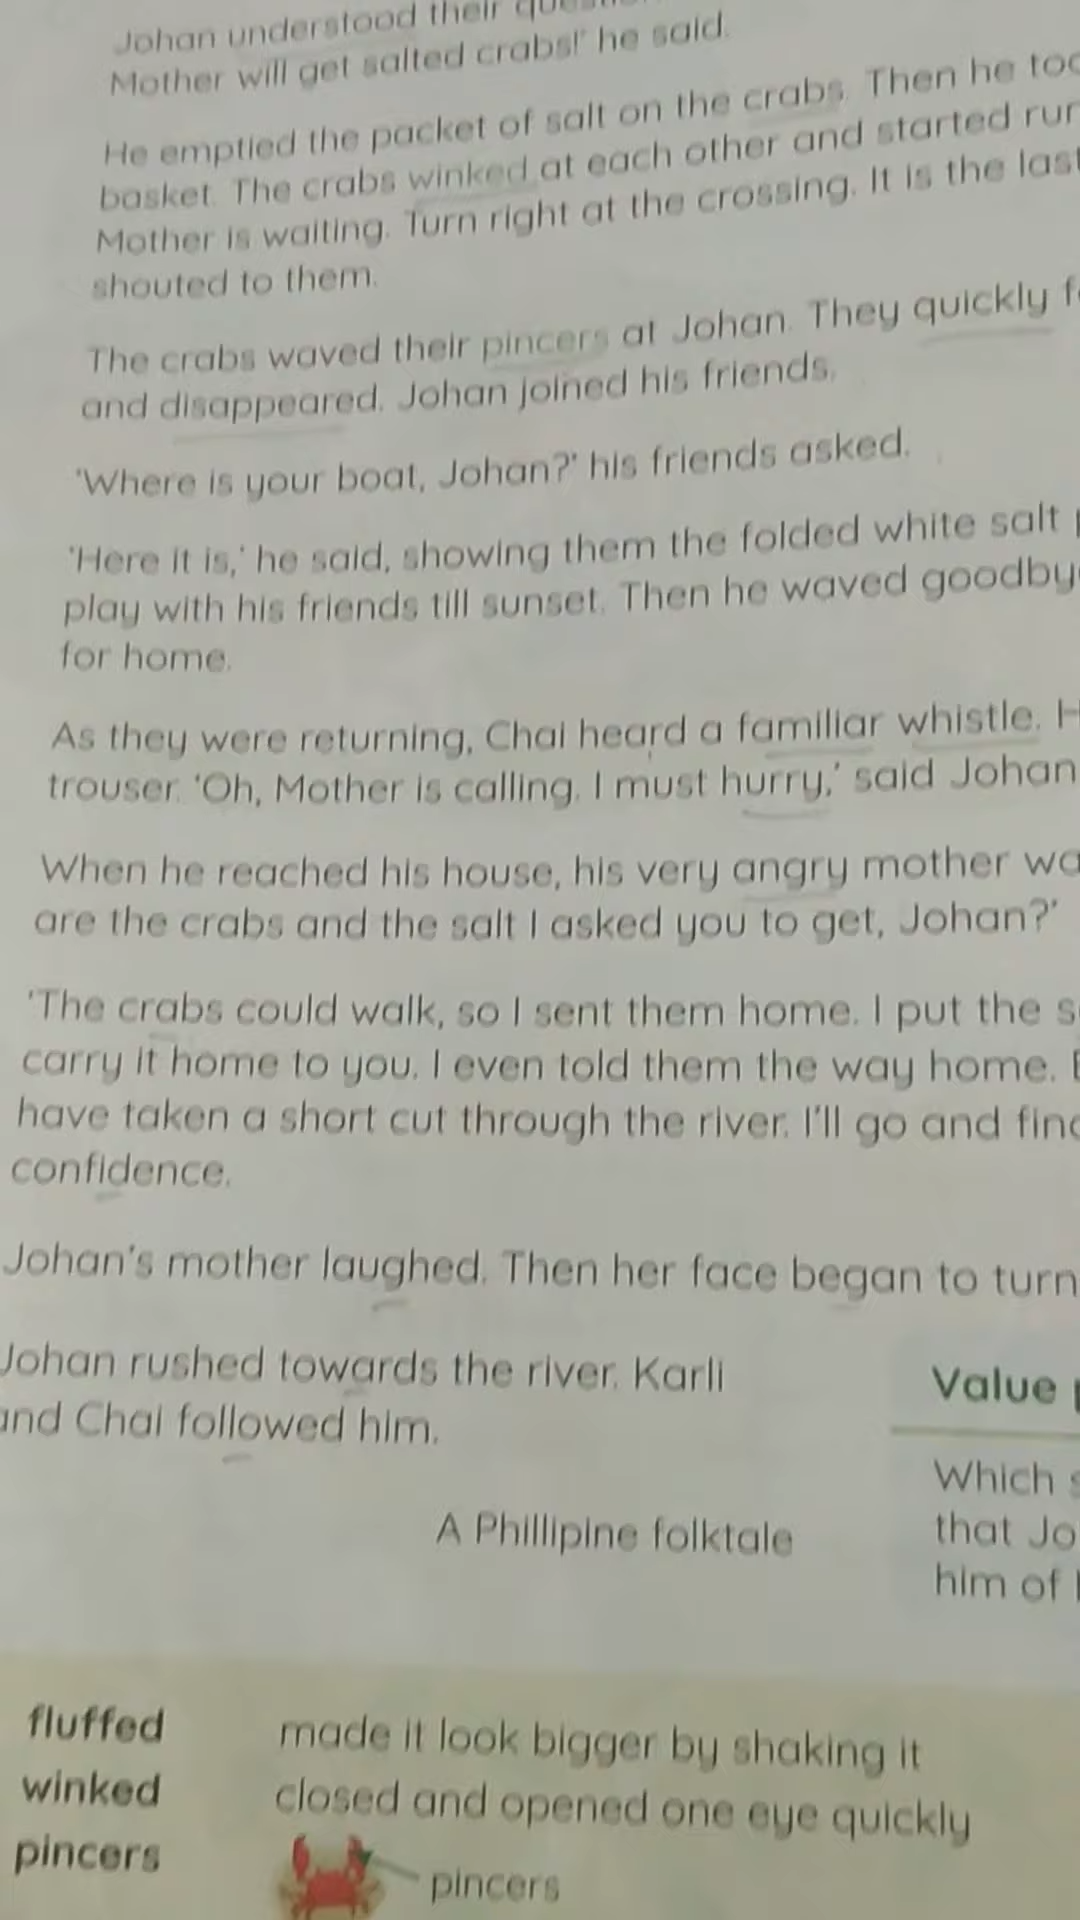 Johan understood their
Mother will get salted crabs!' he said.
He emptied the packet of salt on the crabs. Then he
basket. The crabs winked at each other and started
Mother is waiting. Turn right at the crossing. It is the
shouted to them.
The crabs waved their pincers at Johan. They quickly
and disappeared. Johan joined his friends.
'Where is your boat, Johan?' his friends asked.
'Here it is,' he said, showing them the folded white salt
play with his friends till sunset. Then he waved
for home.
As they were returning, Chai heard a familiar whistle.
trouser. 'Oh, Mother is calling. I must hurry,' said Johan
When he reached his house, his very angry mother
are the crabs and the salt I asked you to get, Johan?'
'The crabs could walk, so I sent them home. I put the
carry it home to you. I even told them the way home.
have taken a short cut through the river. I'll go and
confidence.
Johan's mother laughed. Then her face began to turn
Johan rushed towards the river. Karli
and Chai followed him.
A Phillipine folktale
Value
Which
that
him of
fluffed made it look bigger by shaking it
winked closed and opened one eye quickly
pincers pincers